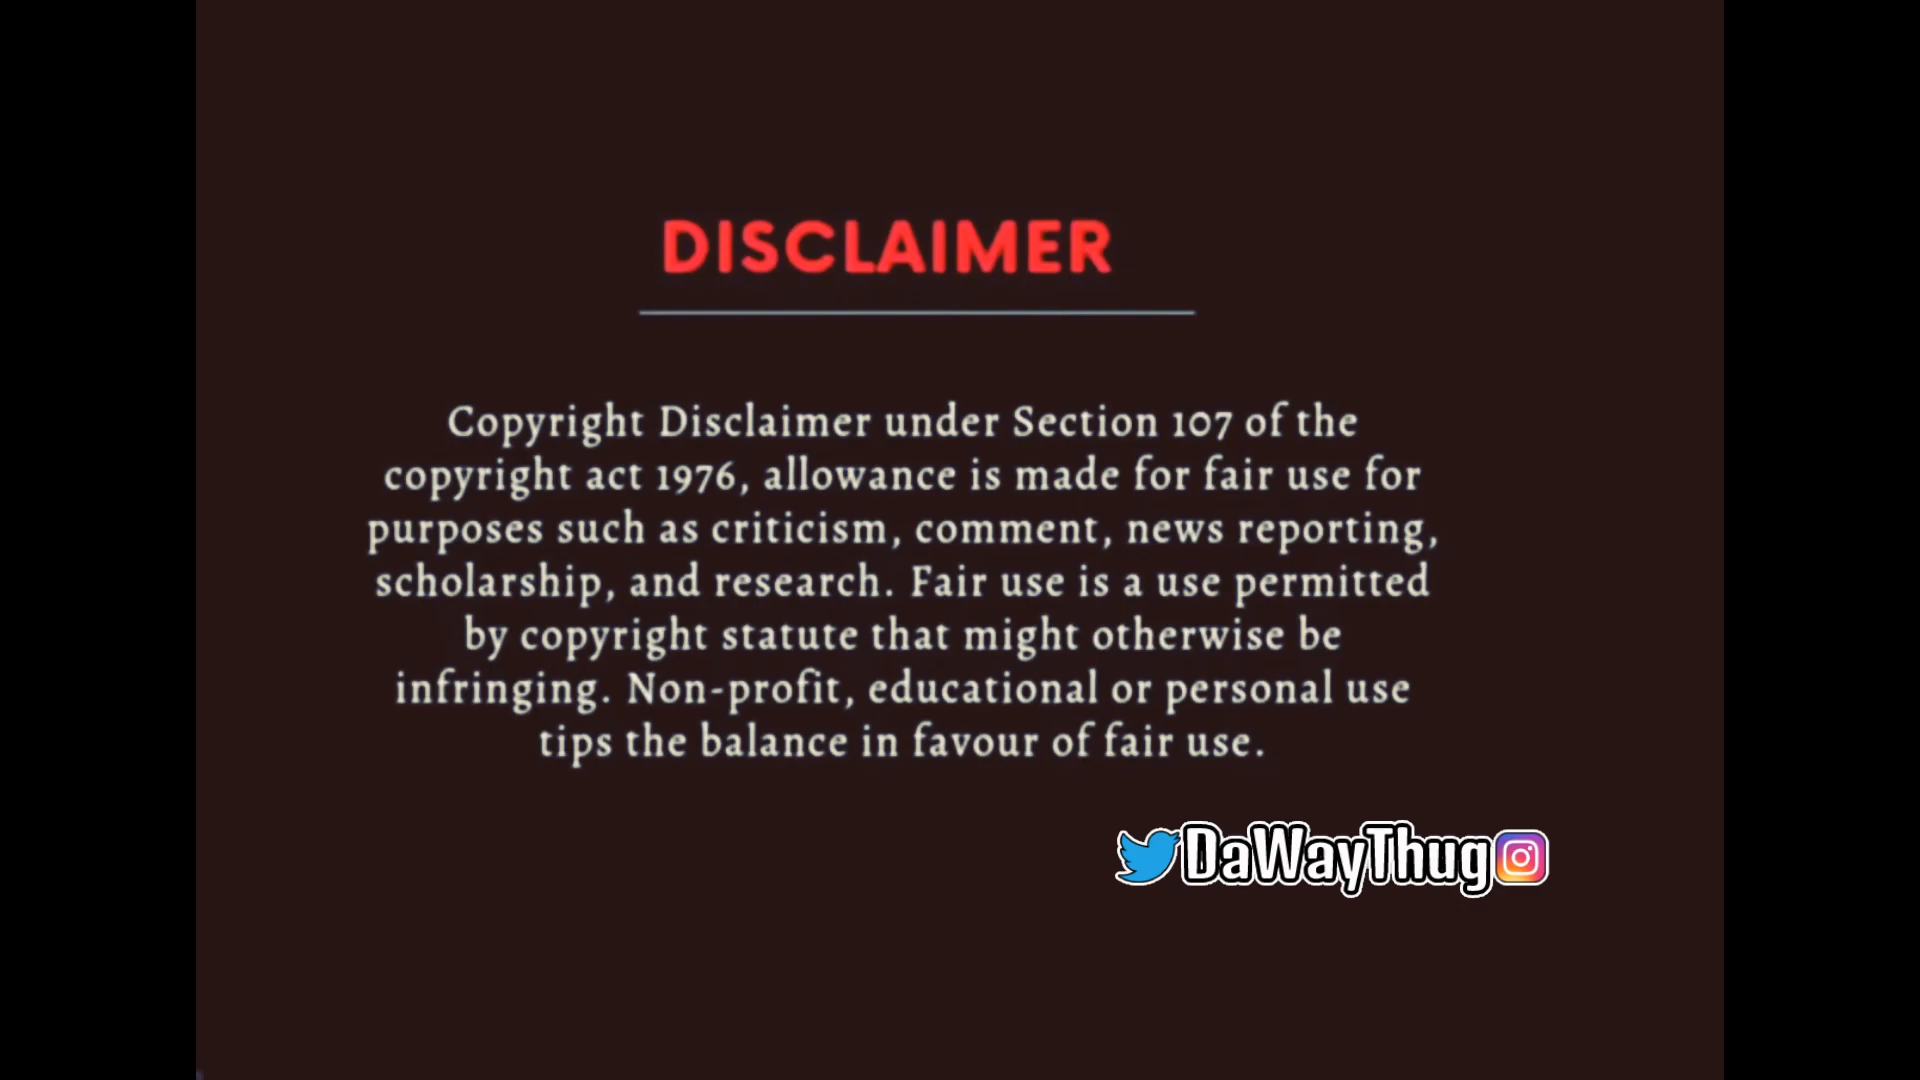 DISCLAIMER
Copyright Disclaimer under Section 107 of the
copyright act 1976, allowance is made for fair use for
purposes such as criticism, comment, news reporting,
scholarship, and research. Fair use is a use permitted
by copyright statute that might otherwise be
infringing. Non-profit, educational or personal use
tips the balance in favour of fair use.
DaWayThug